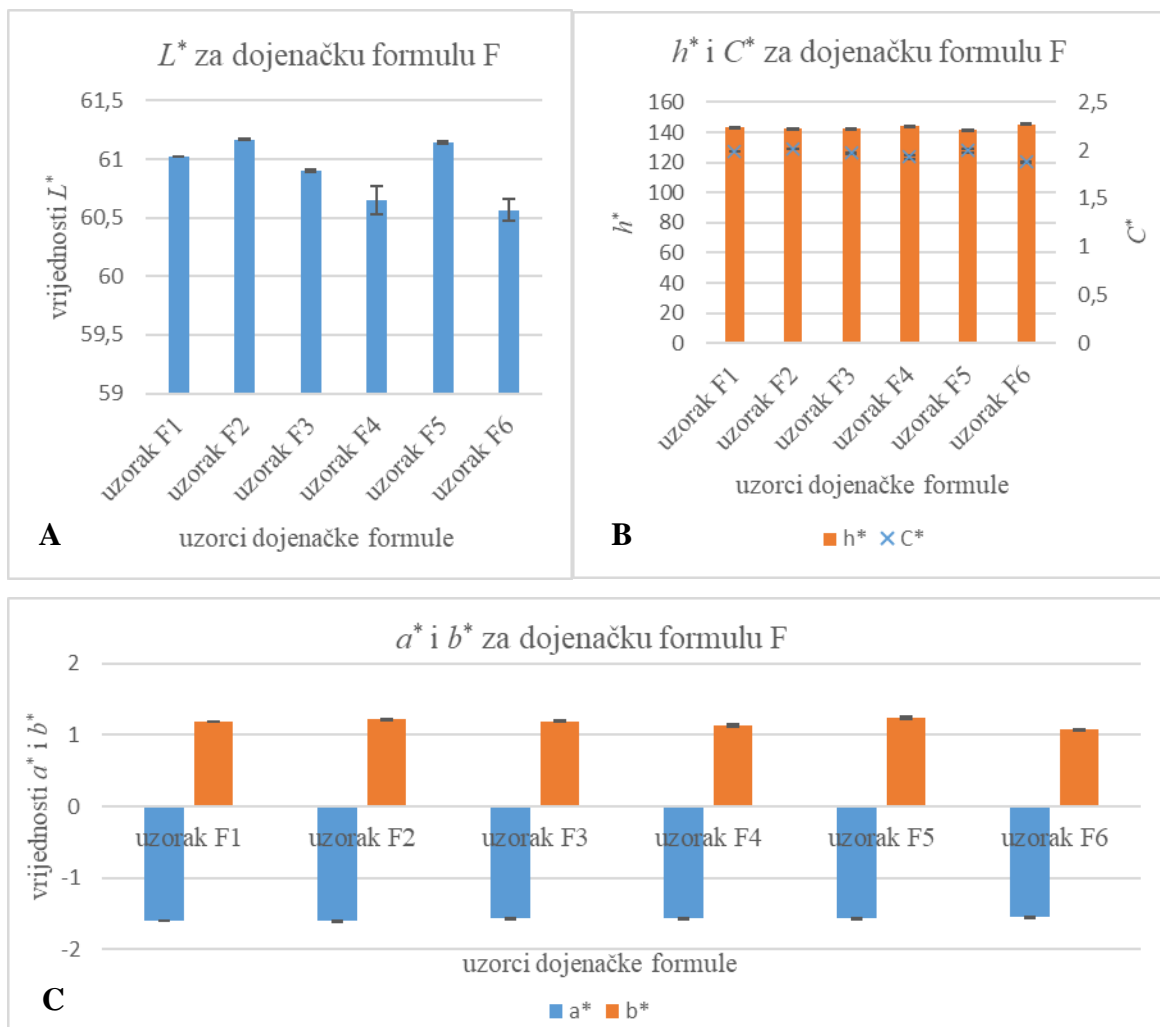 L* za dojenačku formulu F
61,5
61
60,5
60
59,5
59
vrijednosti L*
uzorak F1
uzorak F2
uzorak F3
uzorak F4
uzorak F5
uzorak F6
uzorci dojenačke formule
A
h* i C* za dojenačku formulu F
160
140
120
100
80
60
40
20
0
h*
2,5
2
1,5
1
0,5
0
C*
uzorak F1
uzorak F2
uzorak F3
uzorak F4
uzorak F5
uzorak F6
uzorci dojenačke formule
h* C*
B
a* i b* za dojenačku formulu F
2
1
0
-1
-2
vrijednosti a* i b*
uzorak F1 uzorak F2 uzorak F3 uzorak F4 uzorak F5 uzorak F6
uzorci dojenačke formule
a* b*
C